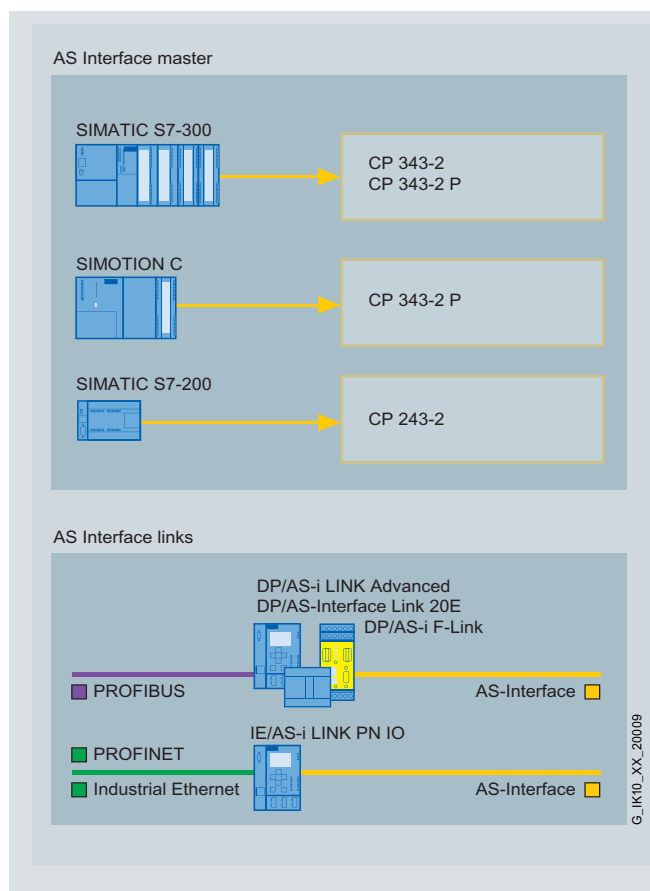 AS Interface master
SIMATIC S7-300
CP 343-2
CP 343-2 P
SIMOTION C
CP 343-2 P
SIMATIC S7-200
CP 243-2
AS Interface links
DP/AS-i LINK Advanced
DP/AS-Interface Link 20E
DP/AS-i F-Link
PROFIBUS
AS-Interface
IE/AS-i LINK PN IO
PROFINET
Industrial Ethernet
AS-Interface
G_IK10_XX_20009